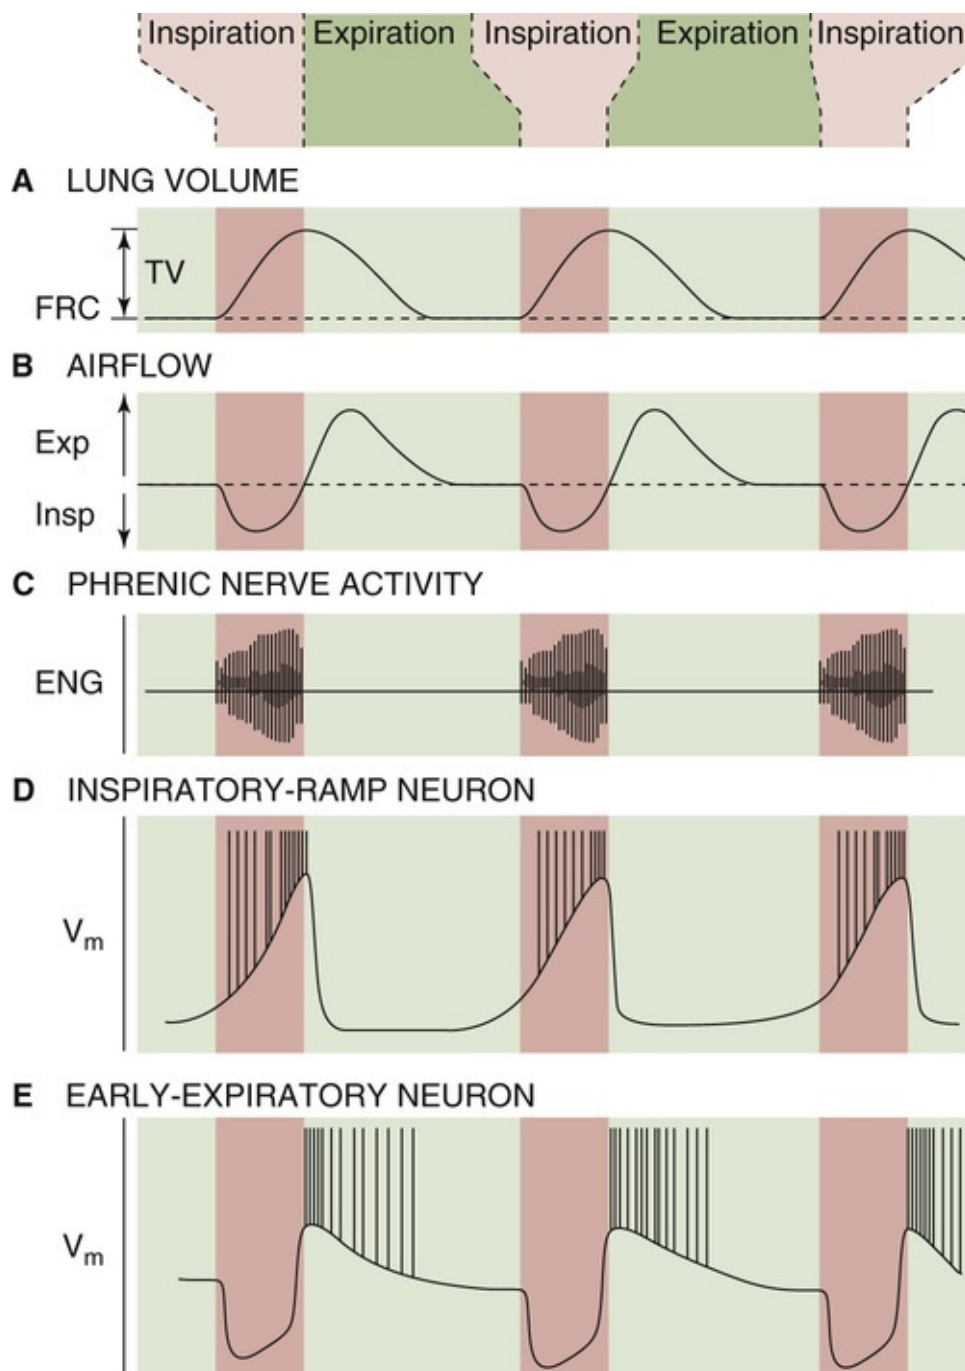 Inspiration Expiration Inspiration Expiration Inspiration
A LUNG VOLUME
TV
FRC
B AIRFLOW
Exp
Insp
C PHRENIC NERVE ACTIVITY
ENG
D INSPIRATORY-RAMP NEURON
Vm
E EARLY-EXPIRATORY NEURON
Vm